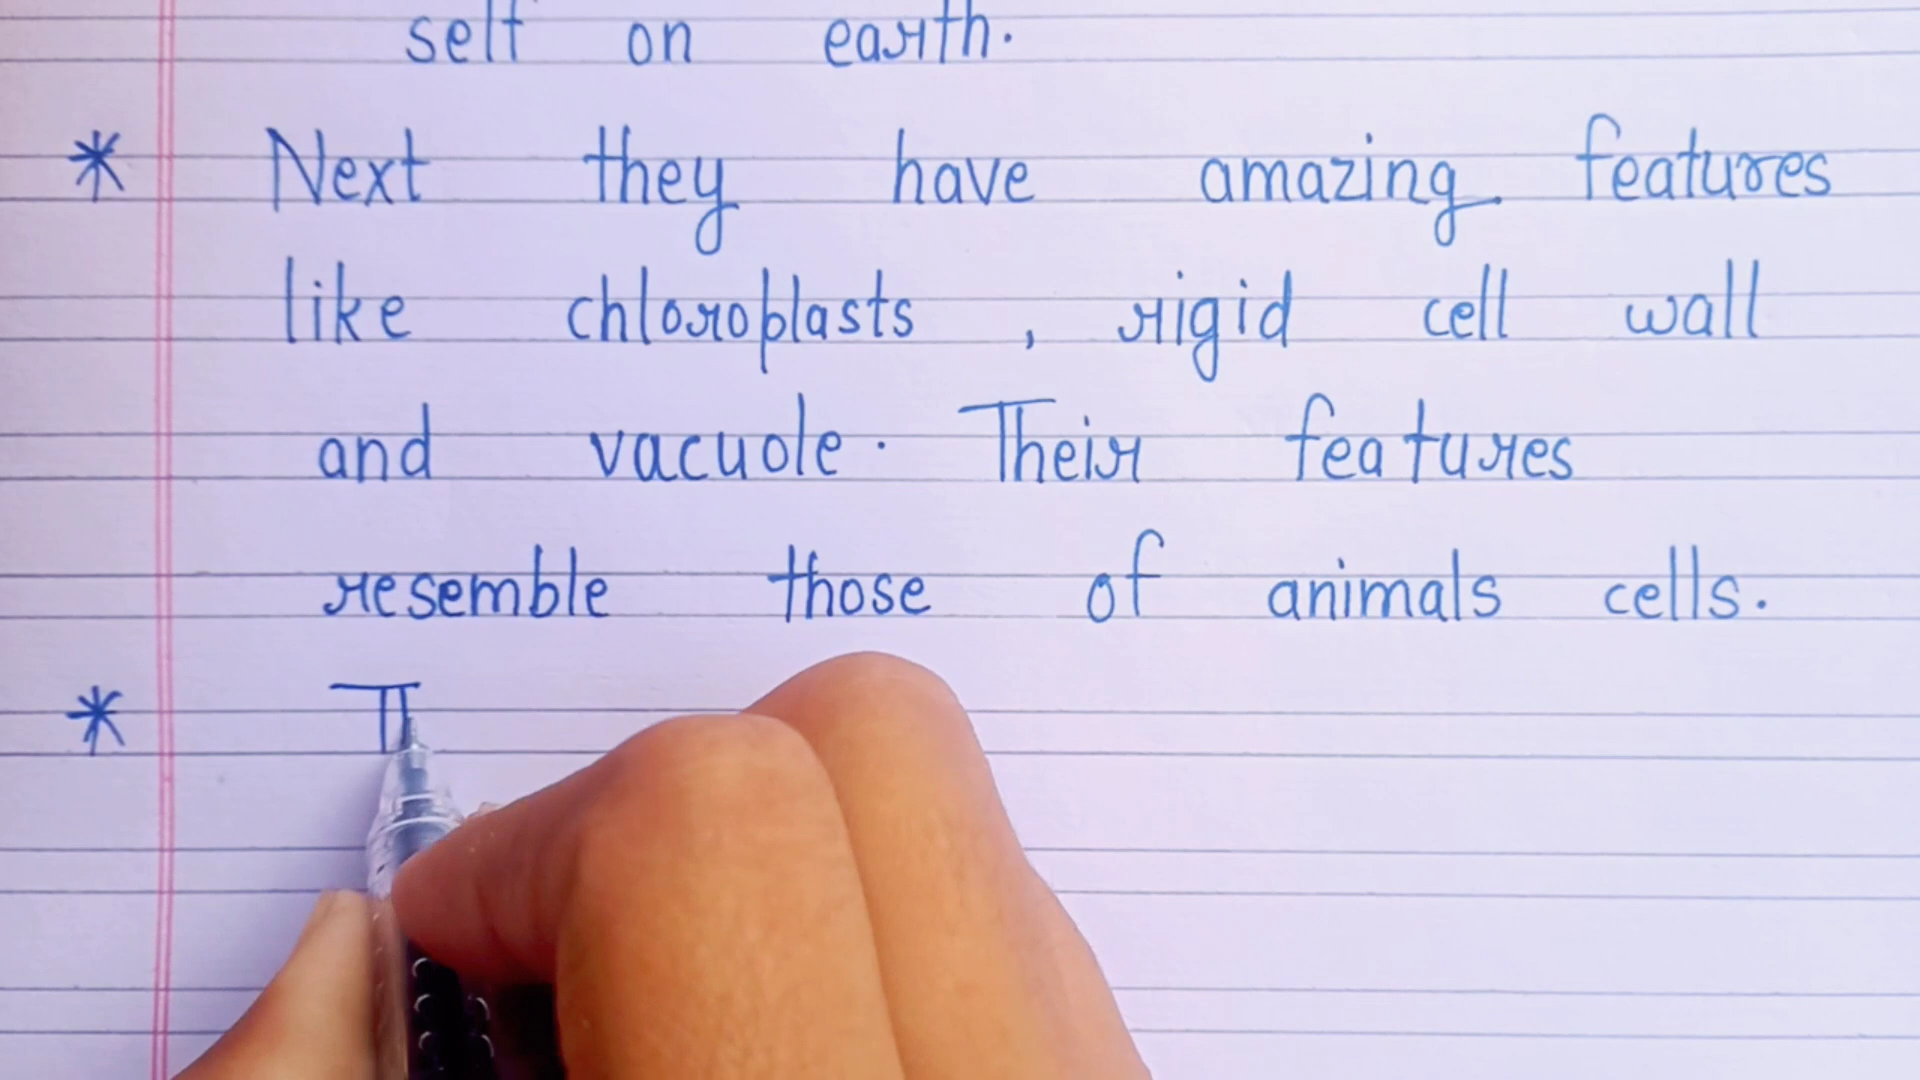 self on earth.
* Next they have amazing features
like chloroplasts , rigid cell wall
and vacuole. Their features
resemble those of animals cells.
* T